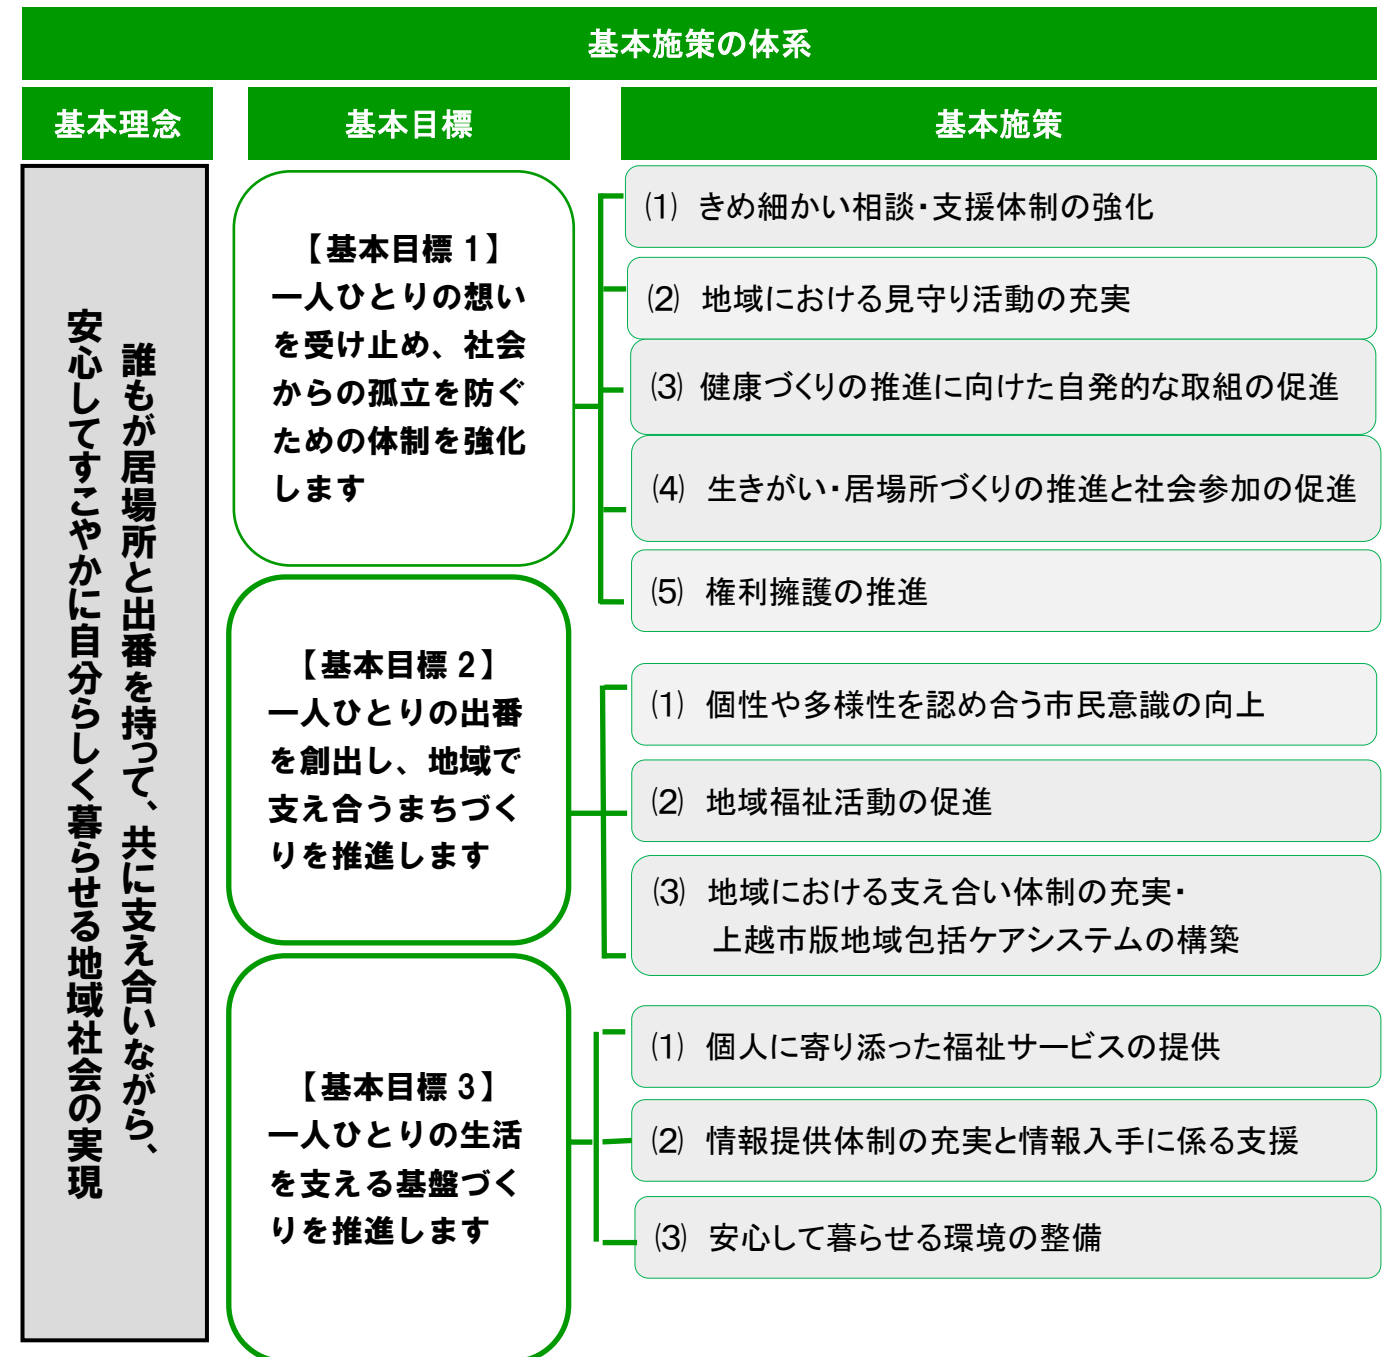 基本施策の体系
基本理念
基本目標
基本施策
誰もが居場所と出番を持って、共に支え合いながら、
安心してすこやかに自分らしく暮らせる地域社会の実現
【基本目標 1】
一人ひとりの想い
を受け止め、社会
からの孤立を防ぐ
ための体制を強化
します
⑴ きめ細かい相談・支援体制の強化
⑵ 地域における見守り活動の充実
⑶ 健康づくりの推進に向けた自発的な取組の促進
⑷ 生きがい・居場所づくりの推進と社会参加の促進
⑸ 権利擁護の推進
【基本目標 2】
一人ひとりの出番
を創出し、地域で
支え合うまちづく
りを推進します
⑴ 個性や多様性を認め合う市民意識の向上
⑵ 地域福祉活動の促進
⑶ 地域における支え合い体制の充実・
上越市版地域包括ケアシステムの構築
【基本目標 3】
一人ひとりの生活
を支える基盤づく
りを推進します
⑴ 個人に寄り添った福祉サービスの提供
⑵ 情報提供体制の充実と情報入手に係る支援
⑶ 安心して暮らせる環境の整備